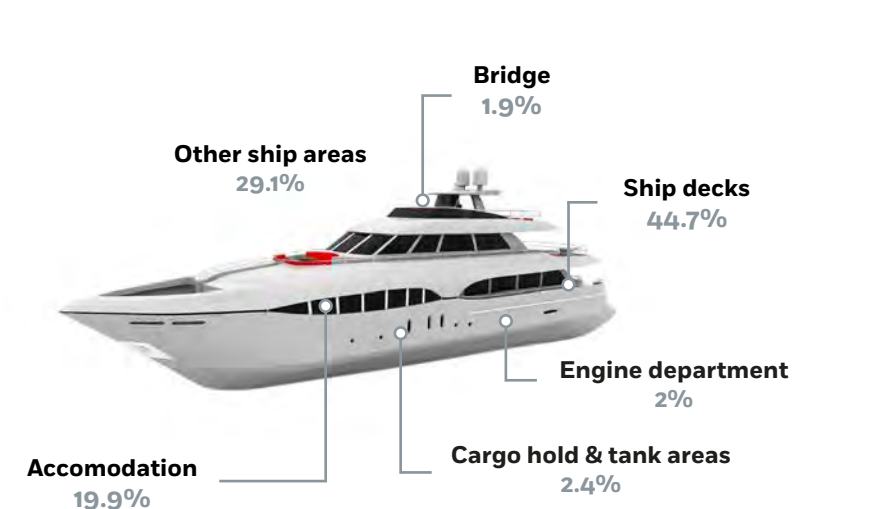 Bridge
1.9%
Other ship areas
29.1%
Ship decks
44.7%
Engine department
2%
Cargo hold & tank areas
2.4%
Accomodation
19.9%